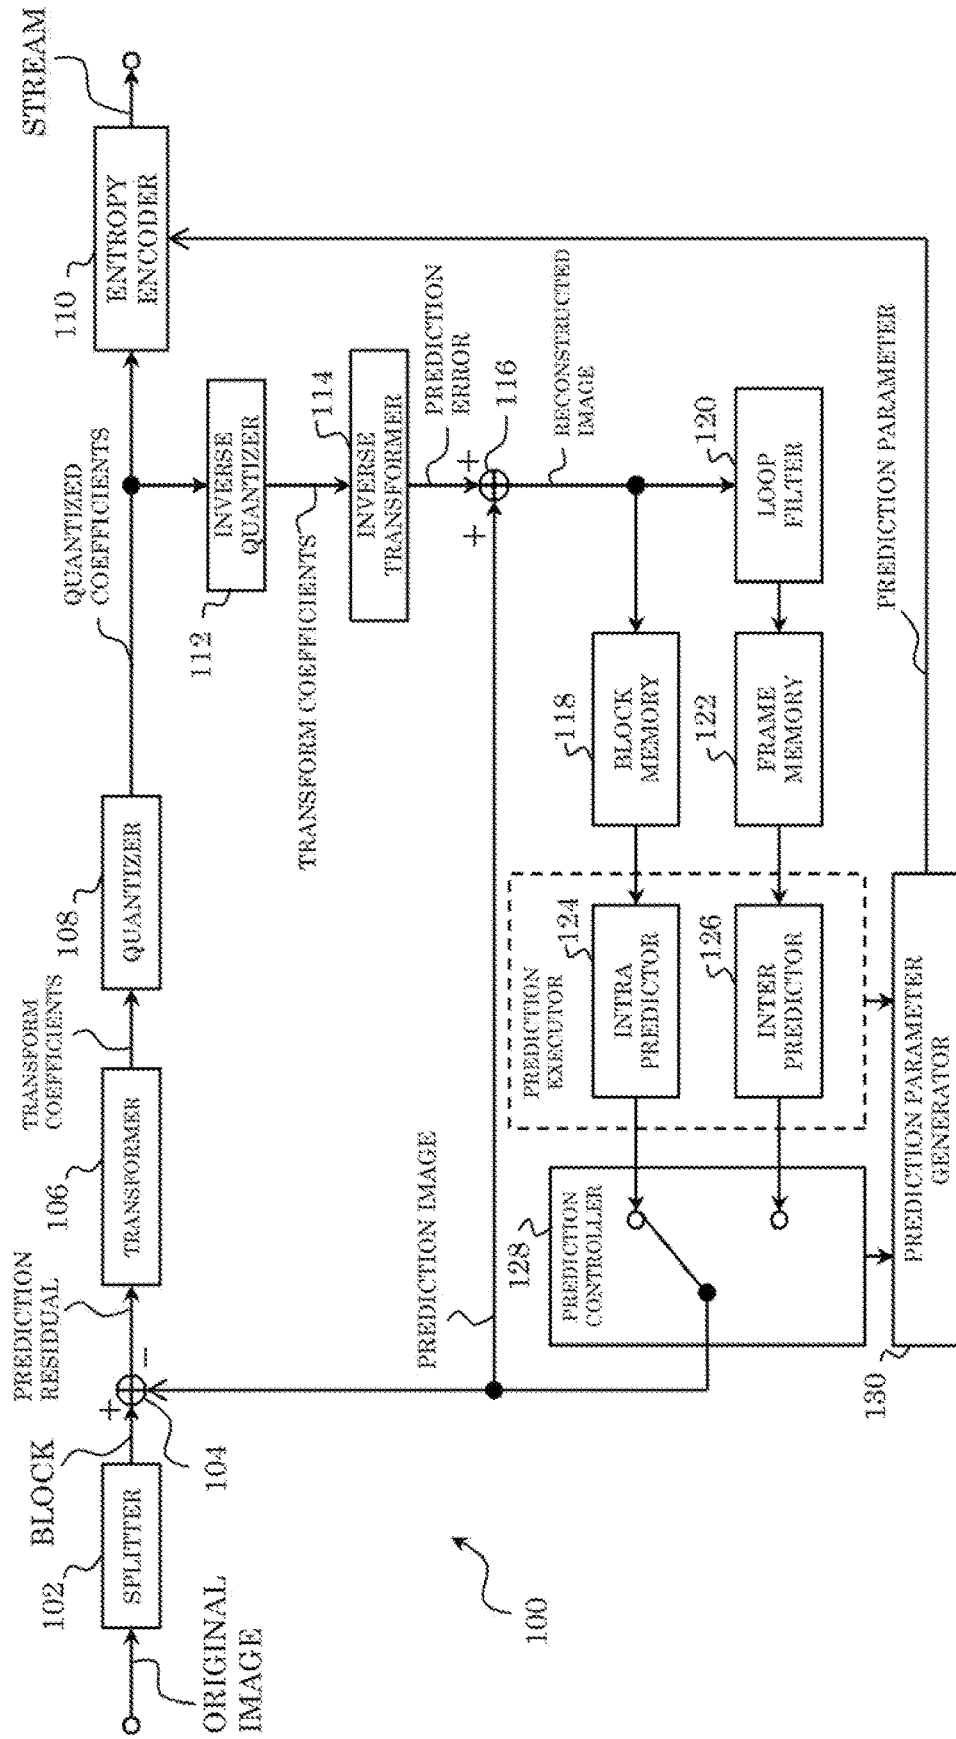 ORIGINAL
IMAGE
102
SPLITTER
BLOCK
104
+
−
PREDICTION
RESIDUAL
106
TRANSFORMER
TRANSFORM
COEFFICIENTS
108
QUANTIZER
QUANTIZED
COEFFICIENTS
110
ENTROPY
ENCODER
STREAM
112
INVERSE
QUANTIZER
TRANSFORM COEFFICIENTS
114
INVERSE
TRANSFORMER
PREDICTION
ERROR
+
+
116
PREDICTION IMAGE
RECONSTRUCTED
IMAGE
128
PREDICTION
CONTROLLER
PREDICTION
EXECUTOR
124
INTRA
PREDICTOR
118
BLOCK
MEMORY
120
LOOP
FILTER
126
INTER
PREDICTOR
122
FRAME
MEMORY
130
PREDICTION PARAMETER
GENERATOR
PREDICTION PARAMETER
100